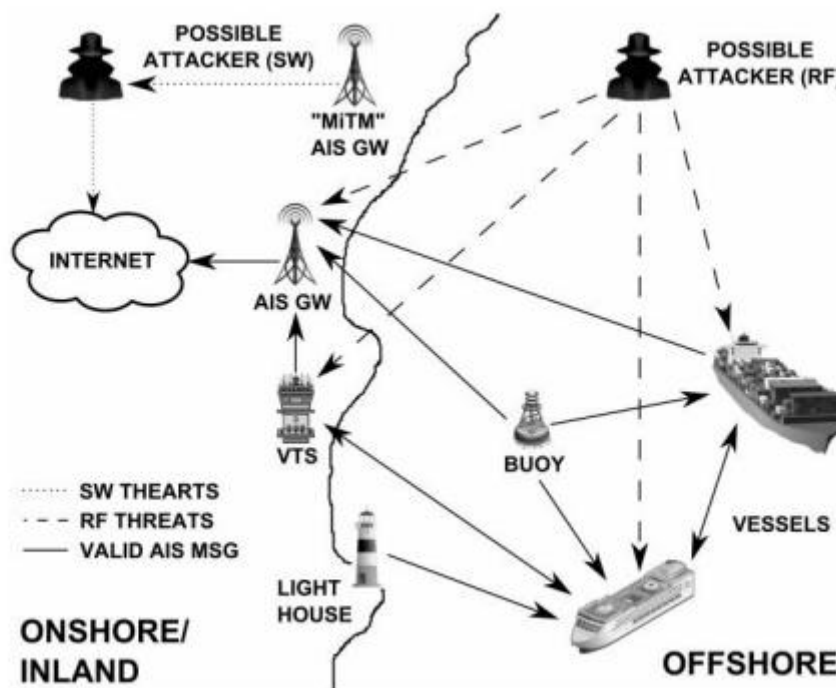 POSSIBLE
ATTACKER (SW)
POSSIBLE
ATTACKER (RF)
"MiTM"
AIS GW
INTERNET
AIS GW
VTS
BUOY
SW THEARTS
RF THREATS
VALID AIS MSG
VESSELS
LIGHT
HOUSE
ONSHORE/
INLAND
OFFSHORE